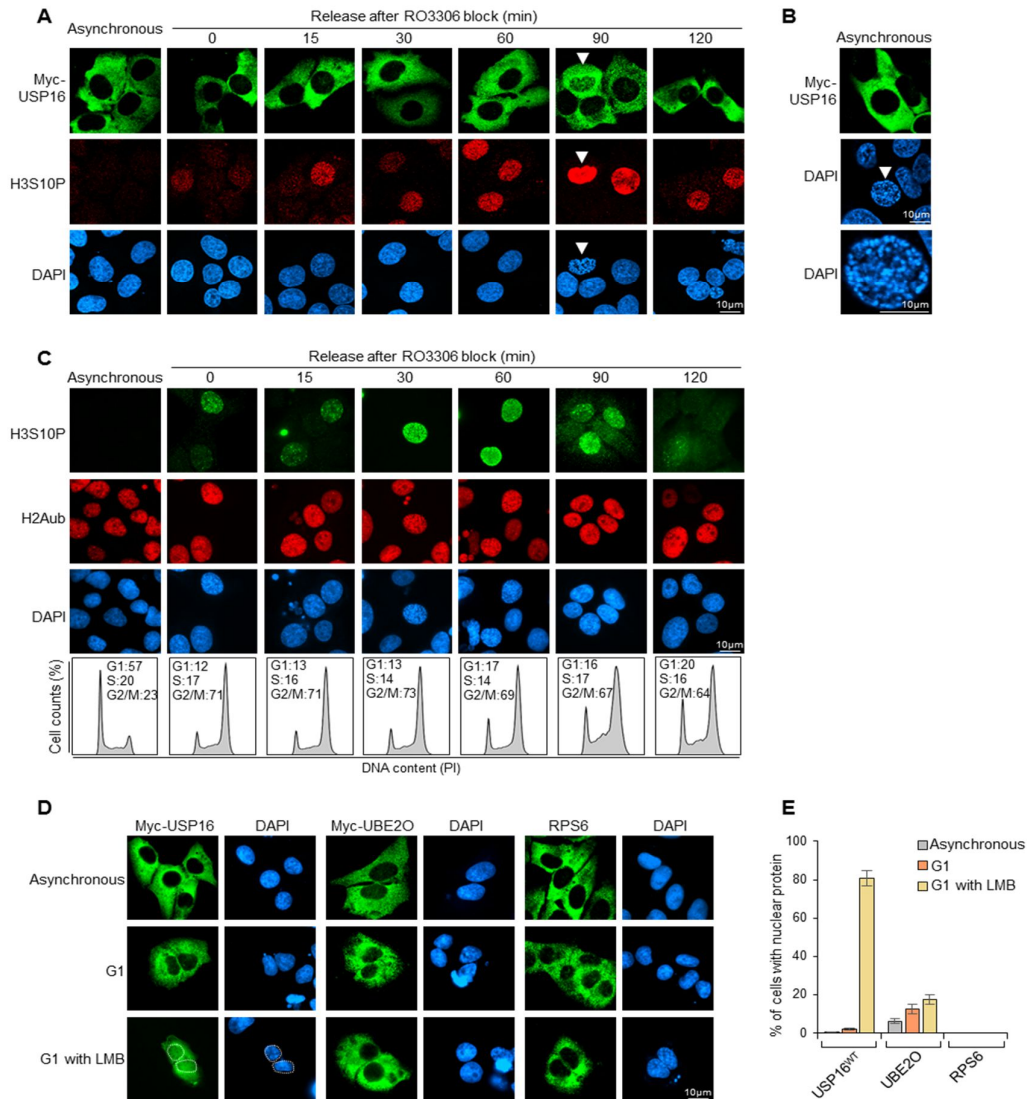 A
Release after RO3306 block (min)
Asynchronous 0 15 30 60 90 120
Myc-
USP16
H3S10P
DAPI
10µm
B
Asynchronous
Myc-
USP16
DAPI
10µm
DAPI
10µm
C
Release after RO3306 block (min)
Asynchronous 0 15 30 60 90 120
H3S10P
H2Aub
DAPI
10µm
Cell counts (%)
G1:57
S:20
G2/M:23
G1:12
S:17
G2/M:71
G1:13
S:16
G2/M:71
G1:13
S:14
G2/M:73
G1:17
S:14
G2/M:69
G1:16
S:17
G2/M:67
G1:20
S:16
G2/M:64
DNA content (PI)
D
Myc-USP16 DAPI Myc-UBE2O DAPI RPS6 DAPI
Asynchronous
G1
G1 with LMB
10µm
E
% of cells with nuclear protein
100
80
60
40
20
0
Asynchronous
G1
G1 with LMB
USP16WT
UBE2O
RPS6